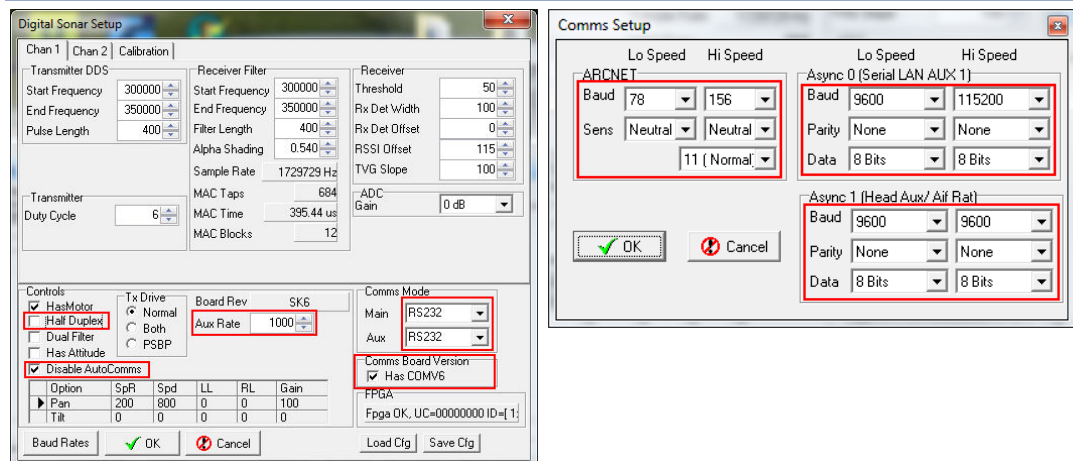 Digital Sonar Setup
Chan 1 Chan 2 Calibration
Transmitter DDS
Start Frequency 300000
End Frequency 350000
Pulse Length 400
Transmitter
Duty Cycle 6
Receiver Filter
Start Frequency 300000
End Frequency 350000
Filter Length 400
Alpha Shading 0.540
Sample Rate 1729729 Hz
MAC Taps 684
MAC Time 395.44 us
MAC Blocks 12
Receiver
Threshold 50
Rx Det Width 100
Rx Det Offset 0
RSSI Offset 115
TVG Slope 100
ADC
Gain 0 dB
Controls
HasMotor
Half Duplex
Dual Filter
Has Attitude
Disable AutoComms
Tx Drive
Normal
Both
PSBP
Board Rev SK6
Aux Rate 1000
Comms Mode
Main RS232
Aux RS232
Comms Board Version
Has COMV6
FPGA
Fpga OK, UC=00000000 ID=[ 1:
Option SpR Spd LL RL Gain
Pan 200 800 0 0 100
Tilt 0 0 0 0 0
Baud Rates OK Cancel Load Cfg Save Cfg
Comms Setup
Lo Speed Hi Speed
ARCNET
Baud 78 156
Sens Neutral Neutral
11 ( Normal
OK Cancel
Lo Speed Hi Speed
Async 0 (Serial LAN AUX 1)
Baud 9600 115200
Parity None None
Data 8 Bits 8 Bits
Async 1 (Head Aux/ Aif Rat)
Baud 9600 9600
Parity None None
Data 8 Bits 8 Bits